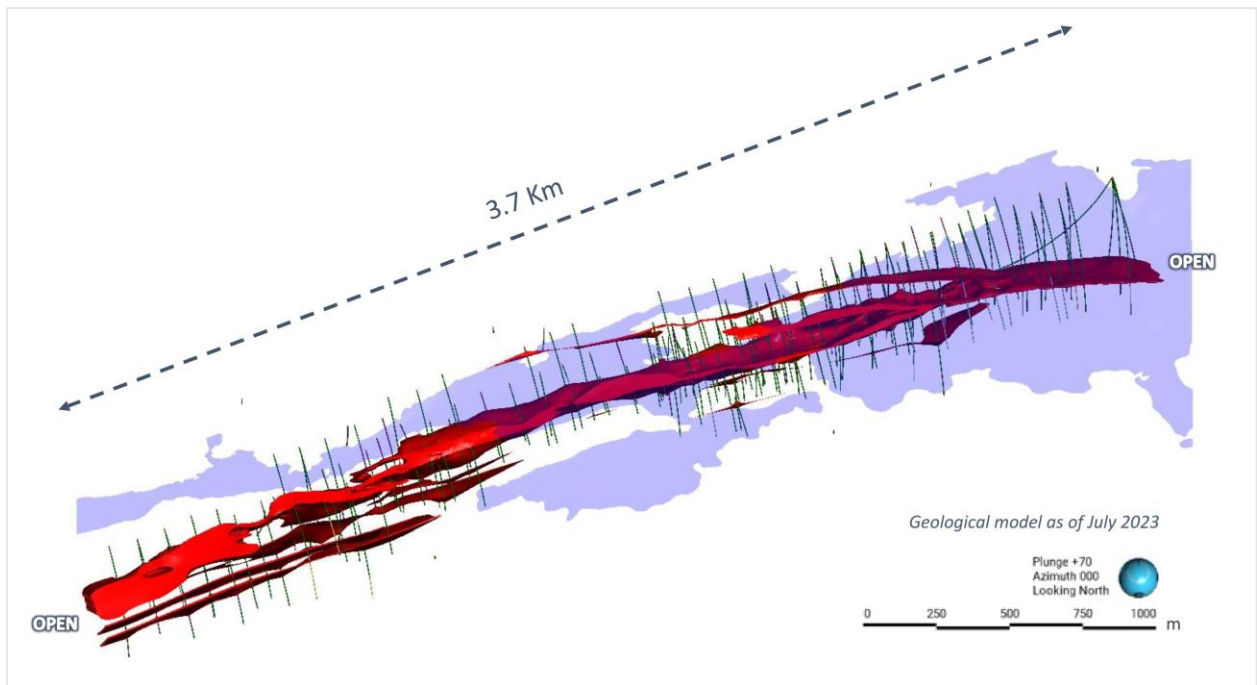 3.7 Km
OPEN
OPEN
Geological model as of July 2023
Plunge +70
Azimuth 000
Looking North
0 250 500 750 1000 m